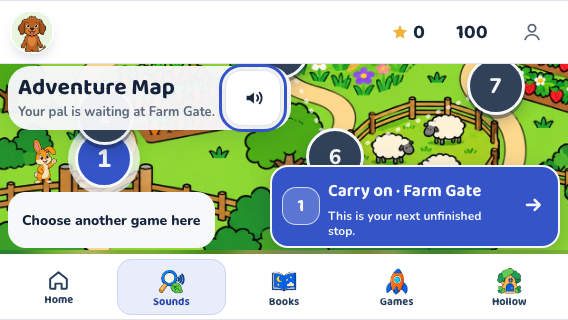 0
100
Adventure Map
Your pal is waiting at Farm Gate.
7
1
6
Choose another game here
1
Carry on · Farm Gate
This is your next unfinished
stop.
Home
Sounds
Books
Games
Hollow